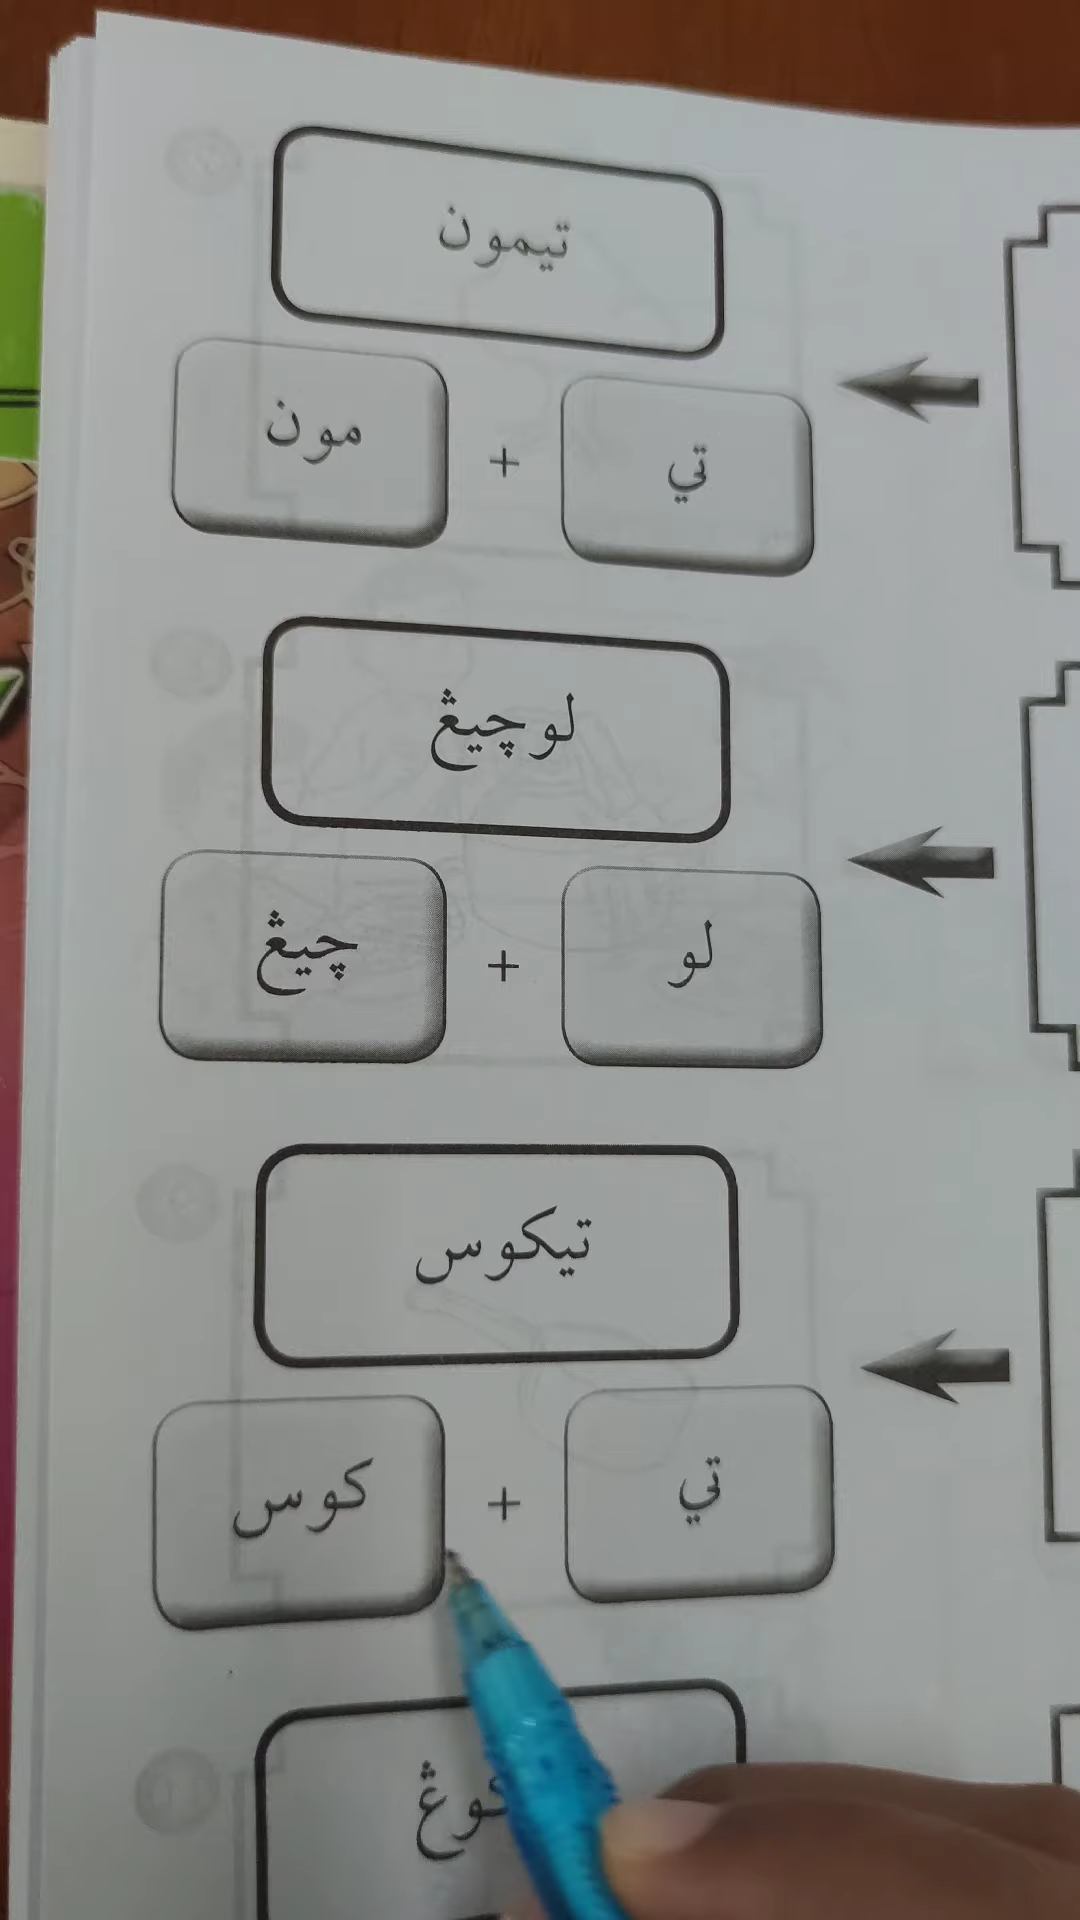 تيمون
تي + مون
لوچيڠ
لو + چيڠ
تيكوس
تي + كوس